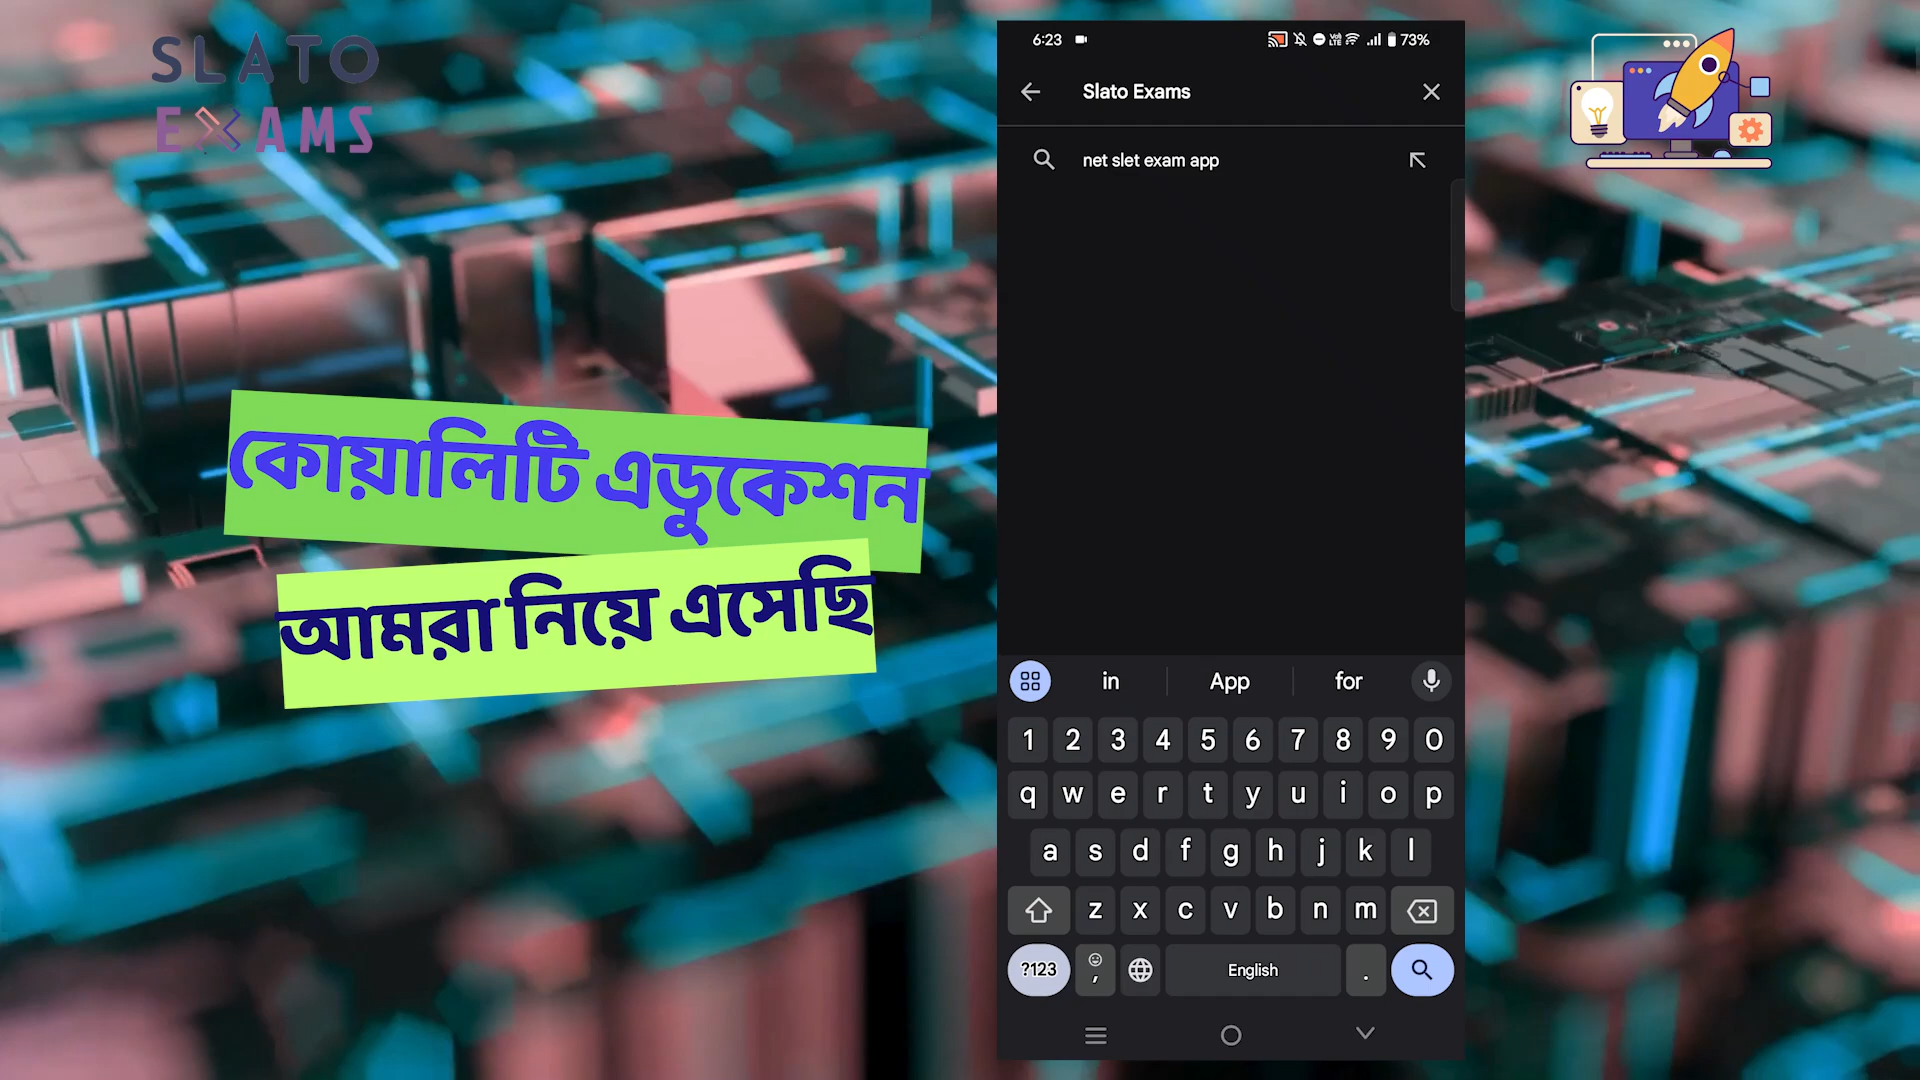 SLATO
EXAMS
কোয়ালিটি এডুকেশন
আমরা নিয়ে এসেছি
6:23
73%
Slato Exams
net slet exam app
in App for
1 2 3 4 5 6 7 8 9 0
q w e r t y u i o p
a s d f g h j k l
z x c v b n m
?123 , English .